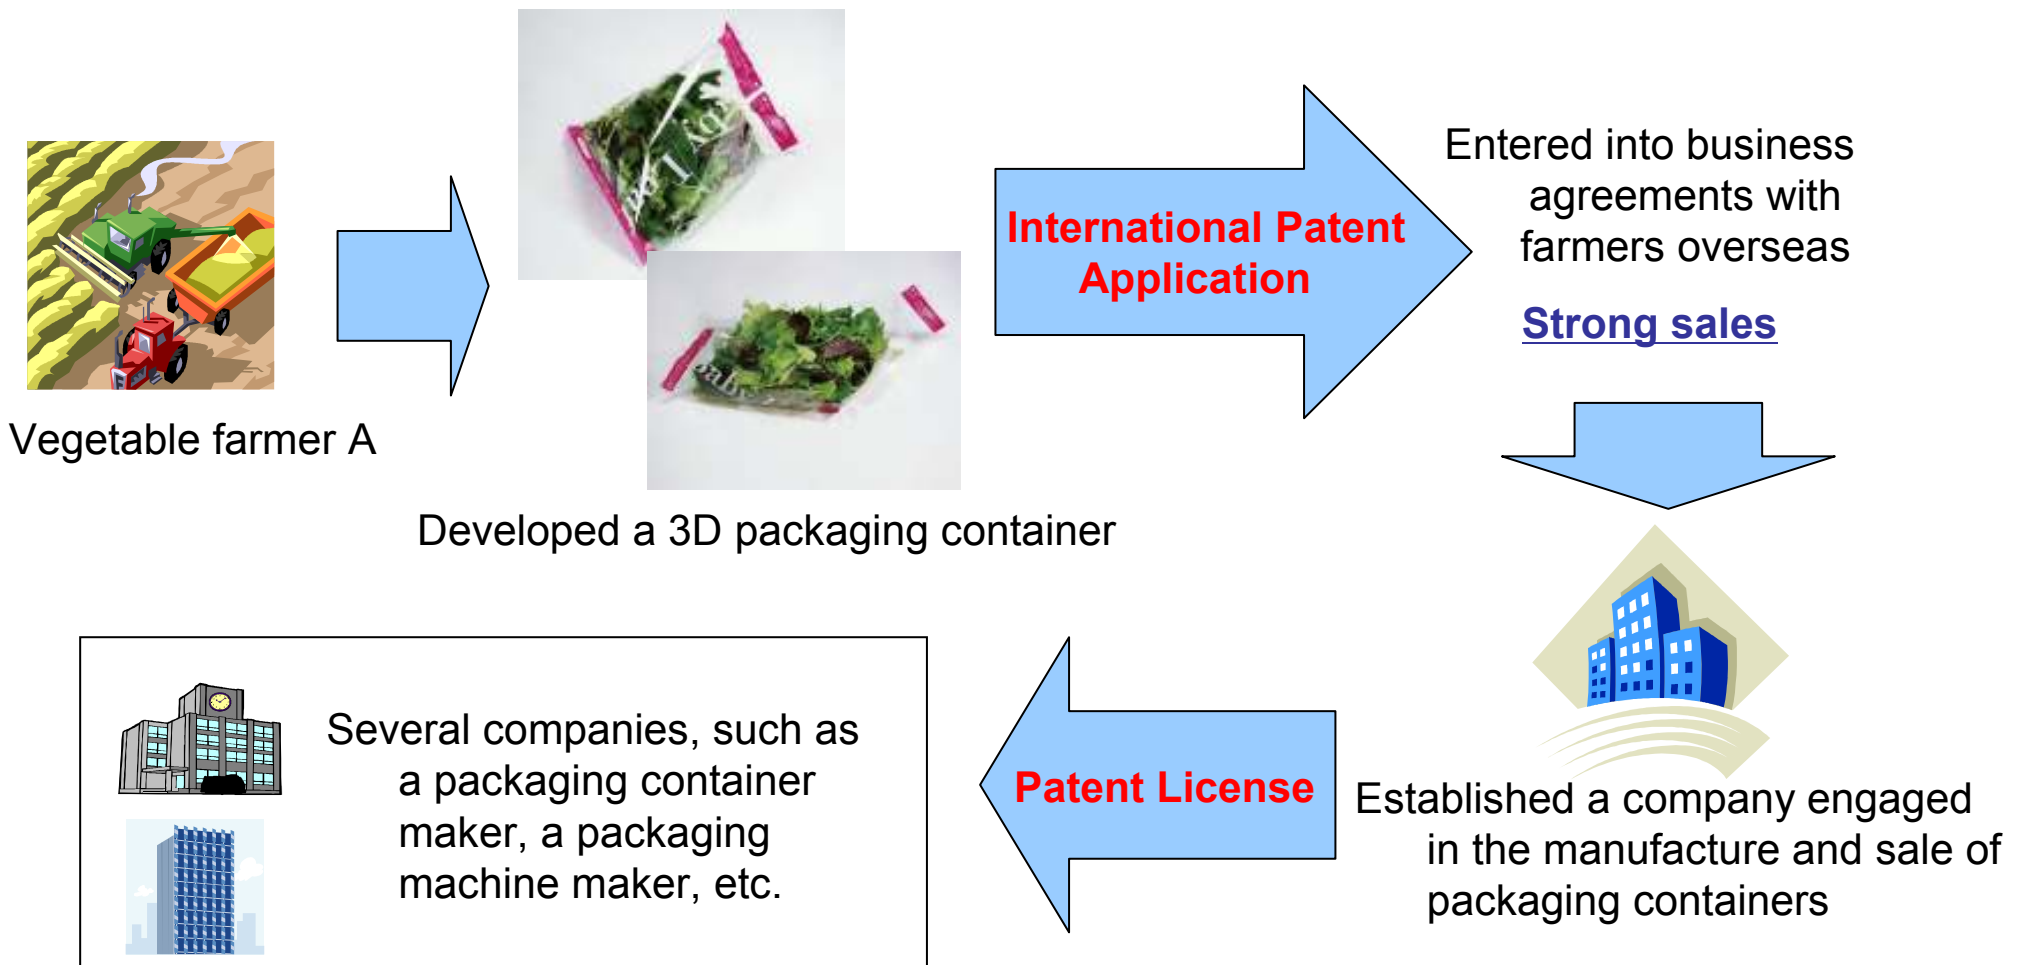 Vegetable farmer A
Developed a 3D packaging container
International Patent
Application
Entered into business
agreements with
farmers overseas
Strong sales
Established a company engaged
in the manufacture and sale of
packaging containers
Patent License
Several companies, such as
a packaging container
maker, a packaging
machine maker, etc.